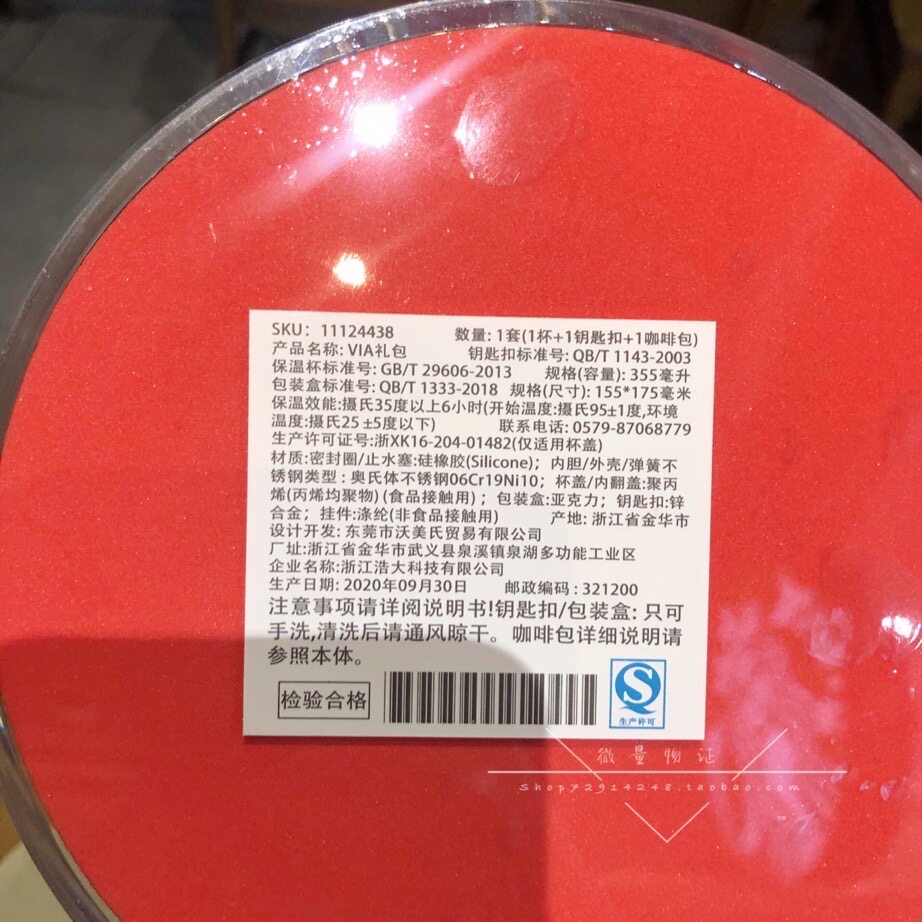 SKU: 11124438 数量: 1套(1杯+1钥匙扣+1咖啡包)
产品名称: VIA礼包 钥匙扣标准号: QB/T 1143-2003
保温杯标准号: GB/T 29606-2013 规格(容量): 355毫升
包装盒标准号: QB/T 1333-2018 规格(尺寸): 155*175毫米
保温效能: 摄氏35度以上6小时(开始温度: 摄氏95±1度,环境
温度: 摄氏25 ±5度以下) 联系电话: 0579-87068779
生产许可证号: 浙XK16-204-01482(仅适用杯盖)
材质: 密封圈/止水塞: 硅橡胶(Silicone)；内胆/外壳/弹簧不
锈钢类型：奥氏体不锈钢06Cr19Ni10；杯盖/内翻盖: 聚丙
烯(丙烯均聚物) (食品接触用)；包装盒: 亚克力；钥匙扣: 锌
合金；挂件: 涤纶(非食品接触用) 产地: 浙江省金华市
设计开发: 东莞市沃美氏贸易有限公司
厂址: 浙江省金华市武义县泉溪镇泉湖多功能工业区
企业名称: 浙江浩大科技有限公司
生产日期: 2020年09月30日 邮政编码 : 321200
注意事项请详阅说明书!钥匙扣/包装盒: 只可
手洗,清洗后请通风晾干。咖啡包详细说明请
参照本体。
检验合格
生产许可
微量物证
Shopy2914248.taobao.com